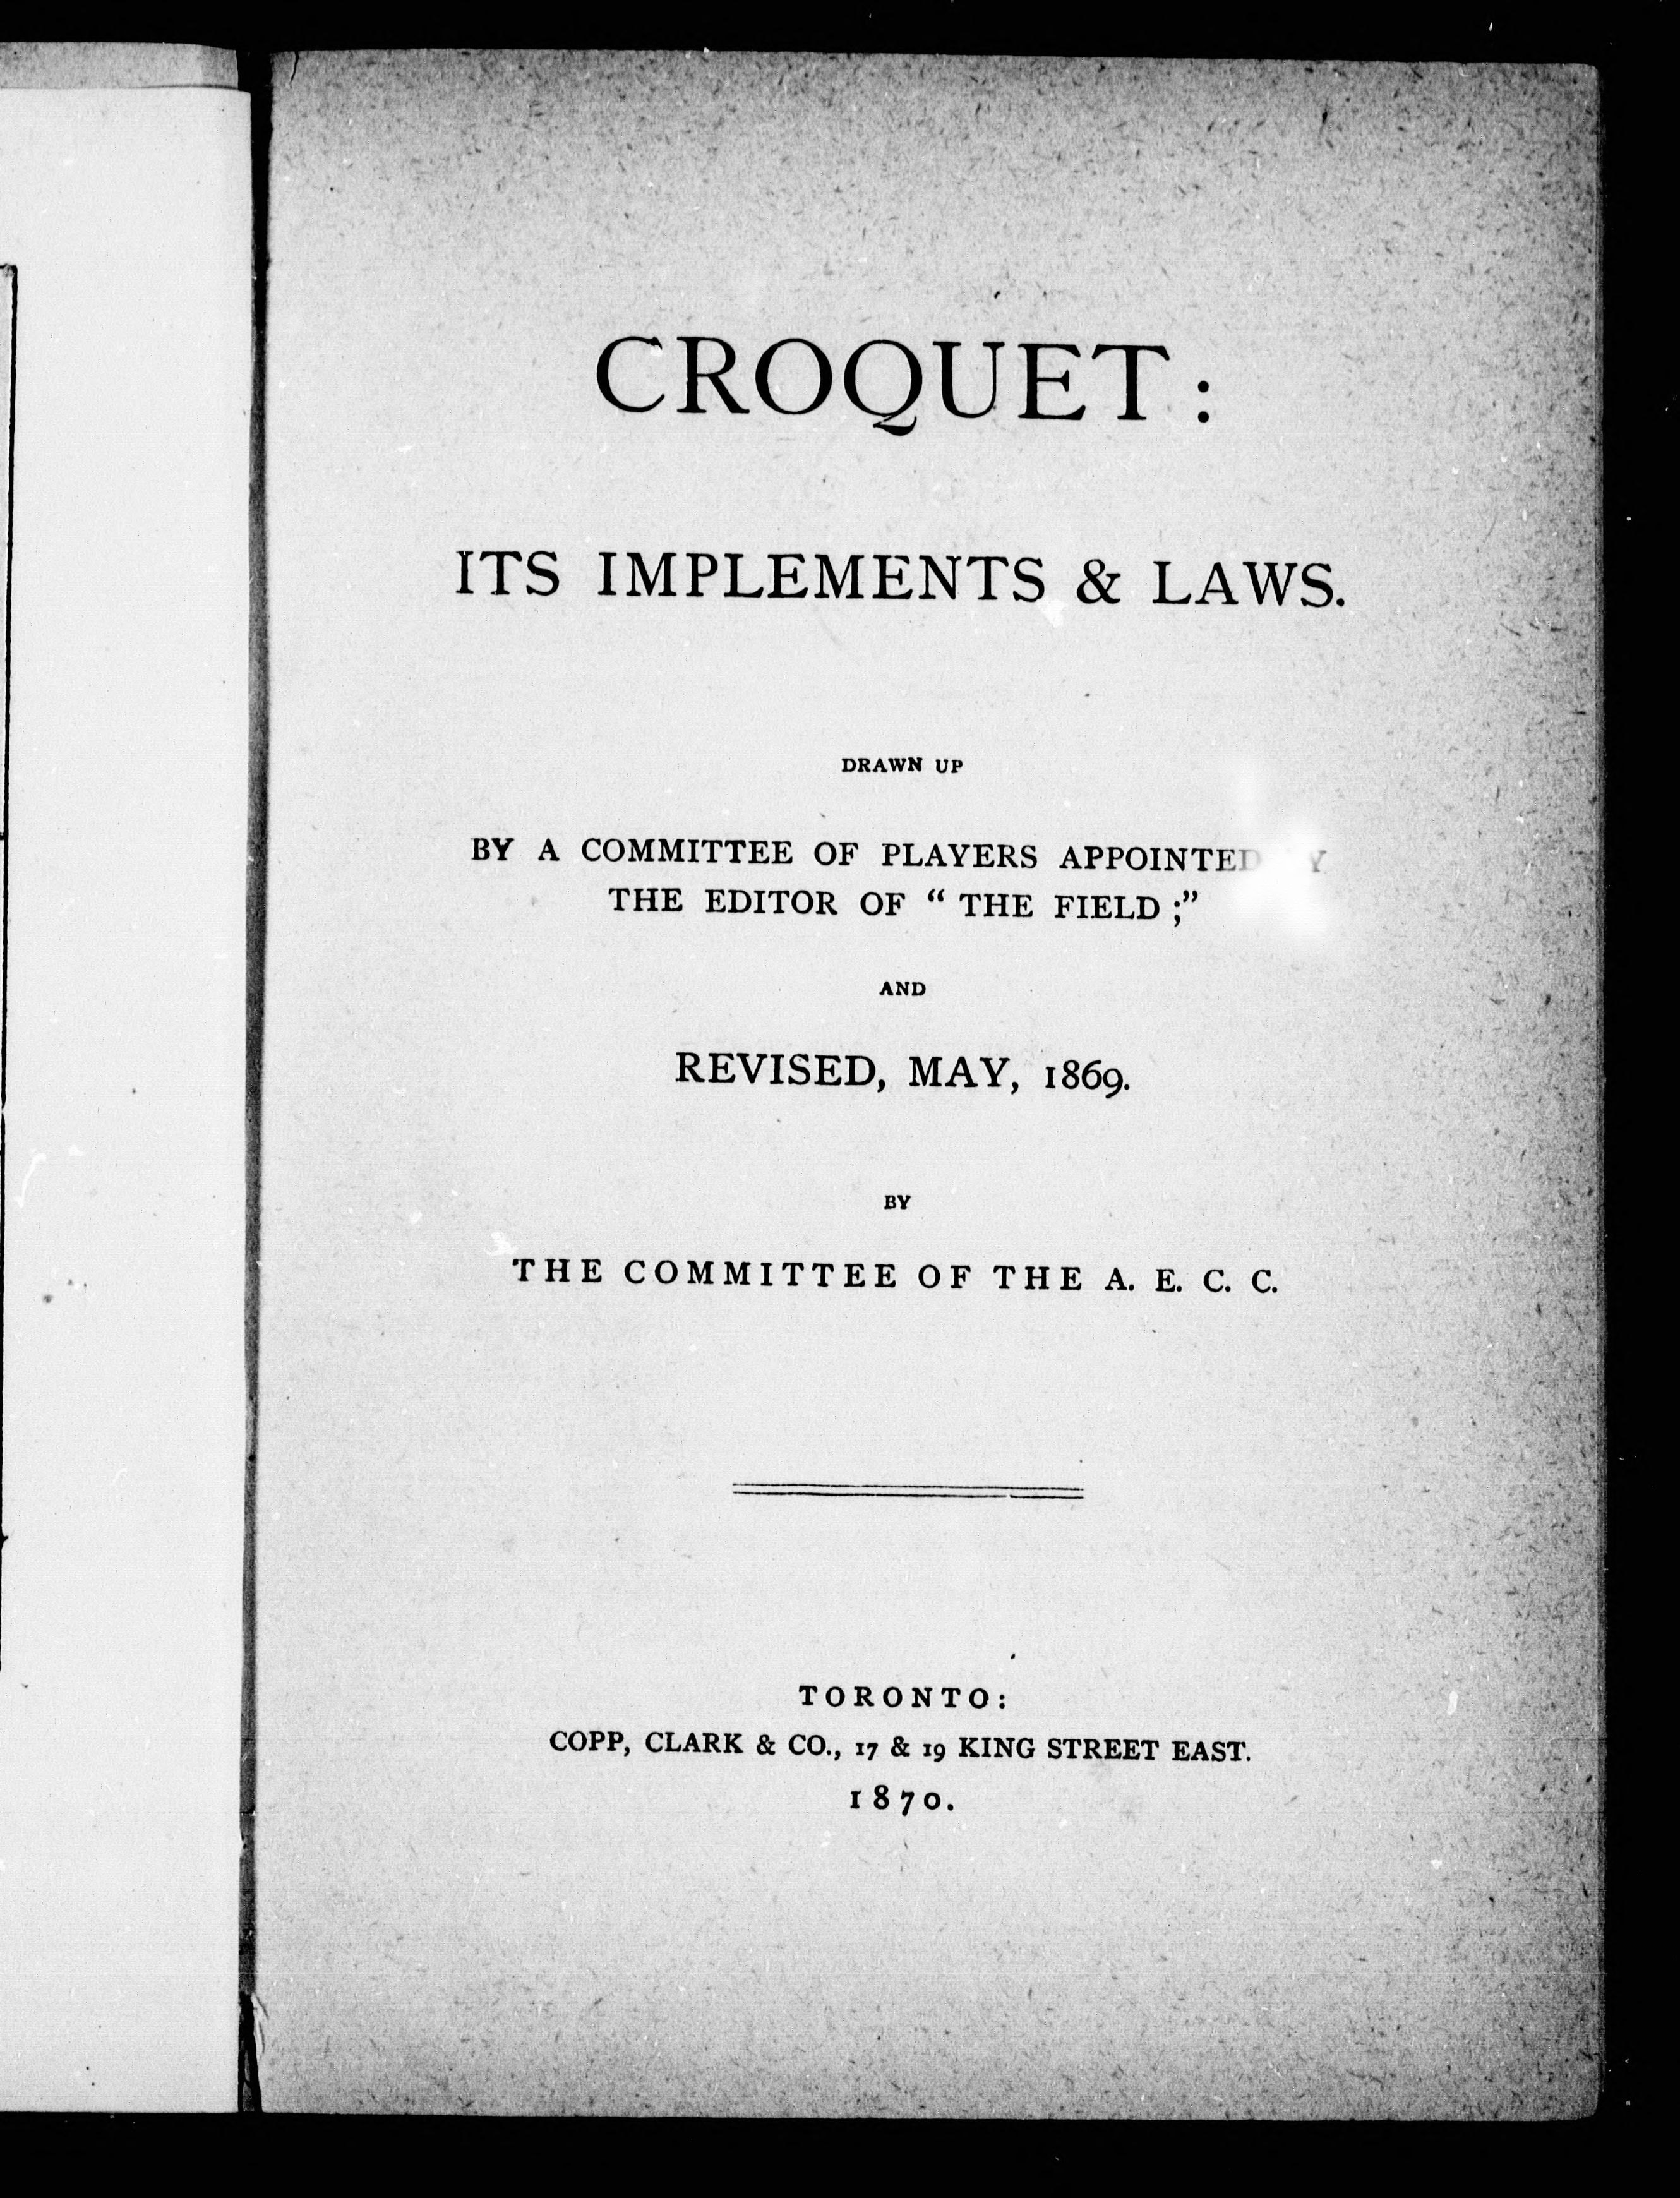 CROQUET:
ITS IMPLEMENTS & LAWS.
DRAWN UP
BY A COMMITTEE OF PLAYERS APPOINTED
THE EDITOR OF “ THE FIELD ;”
AND
REVISED, MAY, 1869.
BY
THE COMMITTEE OF THE A. E. C. C.
TORONTO:
COPP, CLARK & CO., 17 & 19 KING STREET EAST.
1870.